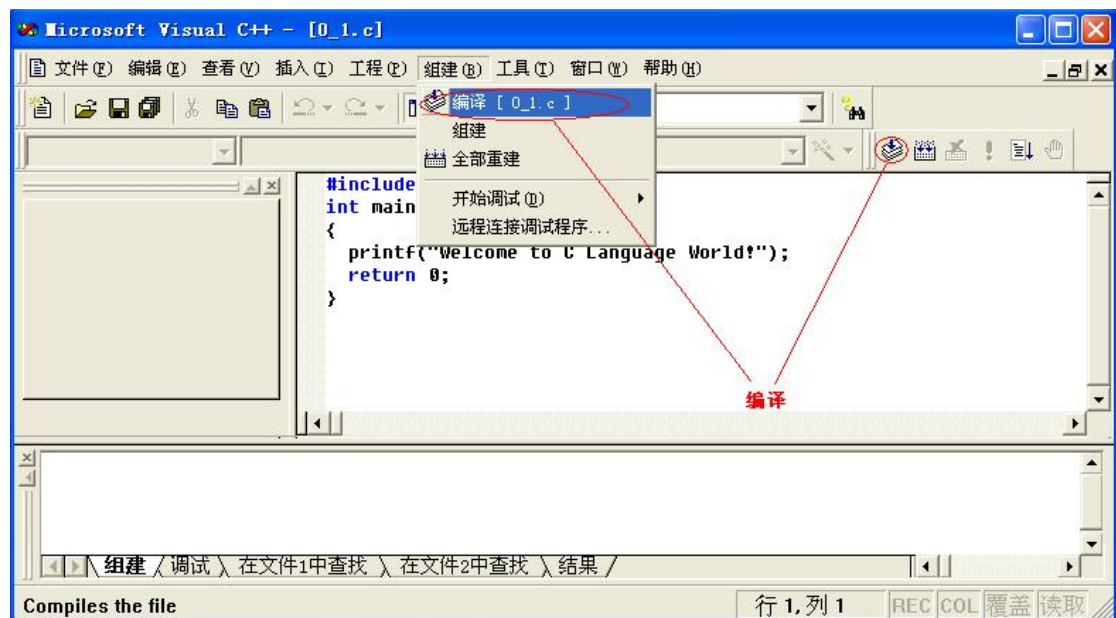 Microsoft Visual C++ - [0_1.c]
文件(F) 编辑(E) 查看(V) 插入(I) 工程(P) 组建(B) 工具(T) 窗口(W) 帮助(H)
编译 [ 0_1.c ]
组建
全部重建
开始调试(D)
远程连接调试程序...
#include
int main
{
printf("Welcome to C Language World!");
return 0;
}
编译
组建 调试 在文件1中查找 在文件2中查找 结果
Compiles the file 行 1, 列 1 REC COL 覆盖 读取